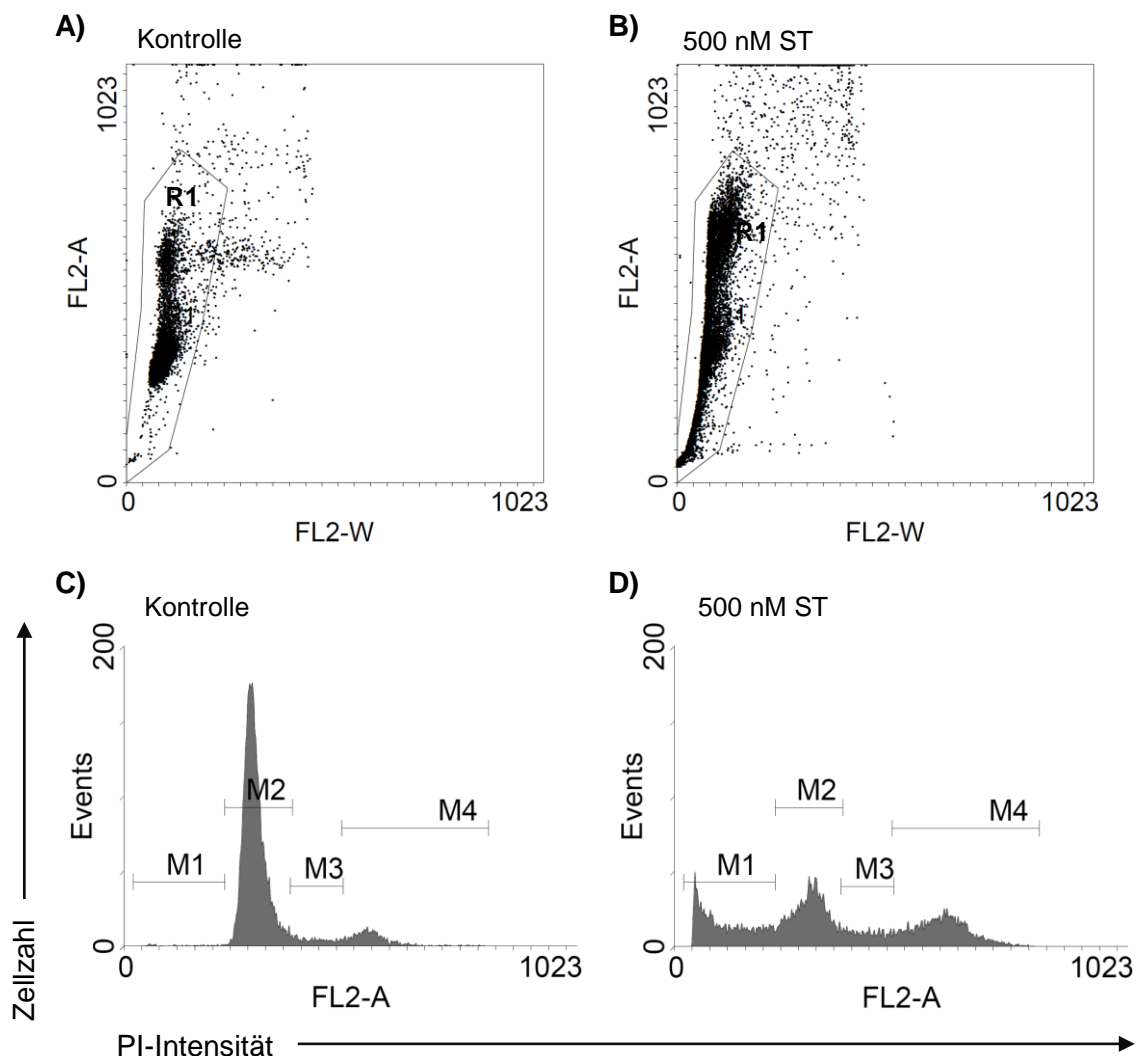 A) Kontrolle
1023
R1
FL2-A
0
0 1023
FL2-W
B) 500 nM ST
1023
R1
FL2-A
0
0 1023
FL2-W
C) Kontrolle
200
Events
M1 M2 M3 M4
0
0 1023
FL2-A
D) 500 nM ST
200
Events
M1 M2 M3 M4
0
0 1023
FL2-A
Zellzahl
PI-Intensität